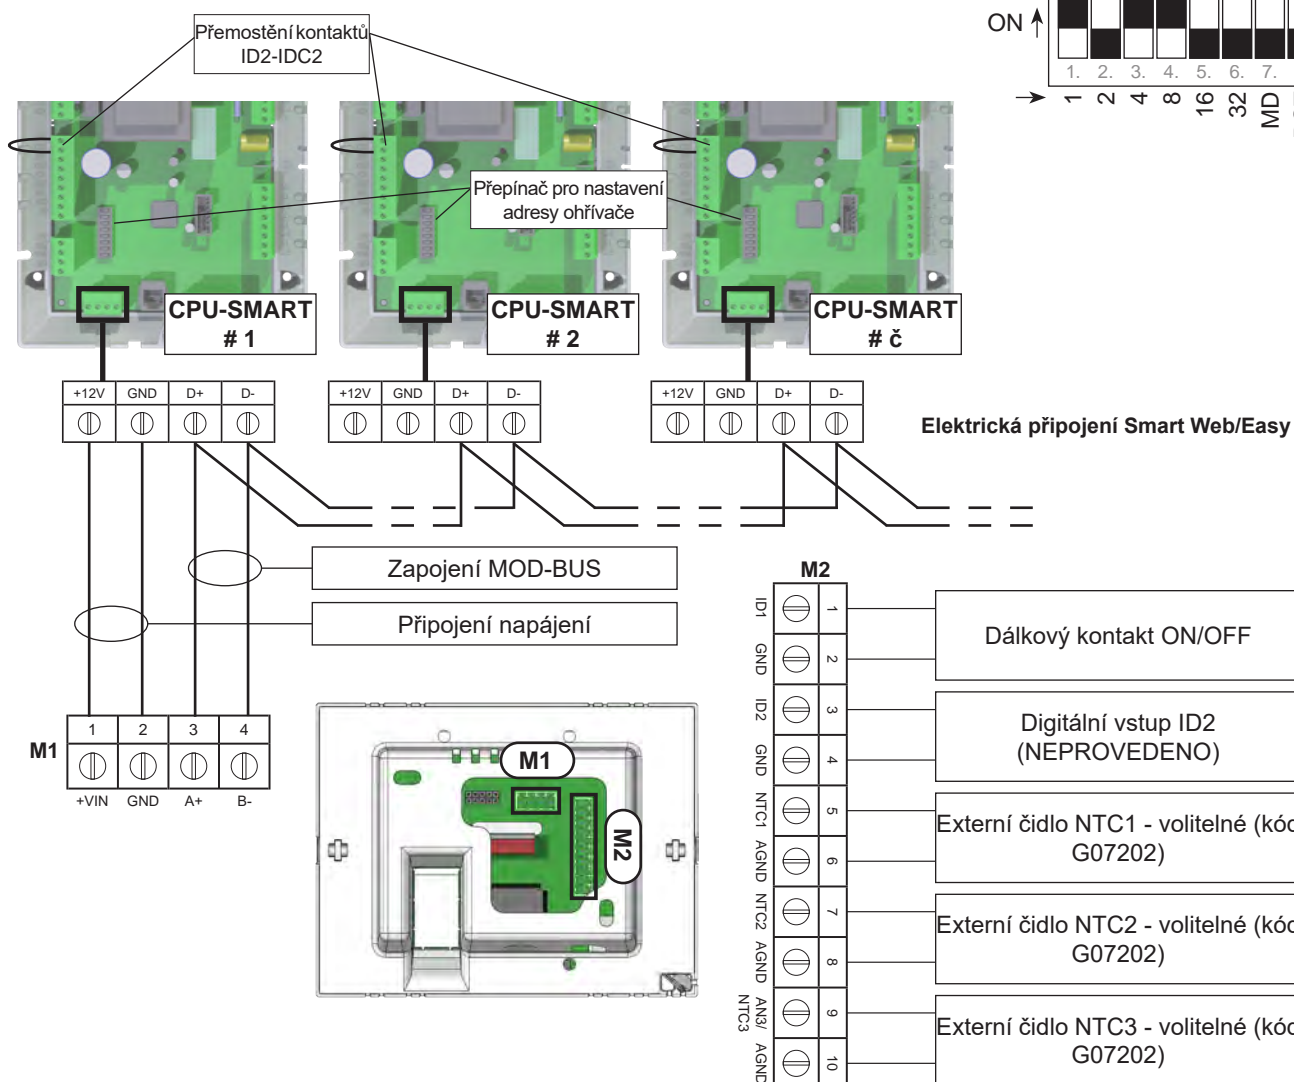 Přemostění kontaktů
ID2-IDC2
ON
1. 2. 3. 4. 5. 6. 7.
1 2 4 8 16 32 MD
Přepínač pro nastavení
adresy ohřívače
CPU-SMART
# 1
CPU-SMART
# 2
CPU-SMART
# č
+12V GND D+ D-
+12V GND D+ D-
+12V GND D+ D-
Elektrická připojení Smart Web/Easy
Zapojení MOD-BUS
Připojení napájení
M1
1 2 3 4
+VIN GND A+ B-
M1
M2
M2
ID1 1
GND 2
Dálkový kontakt ON/OFF
ID2 3
GND 4
Digitální vstup ID2
(NEPROVEDENO)
NTC1 5
AGND 6
Externí čidlo NTC1 - volitelné (kód
G07202)
NTC2 7
AGND 8
Externí čidlo NTC2 - volitelné (kód
G07202)
AN3/
NTC3 9
AGND 10
Externí čidlo NTC3 - volitelné (kód
G07202)